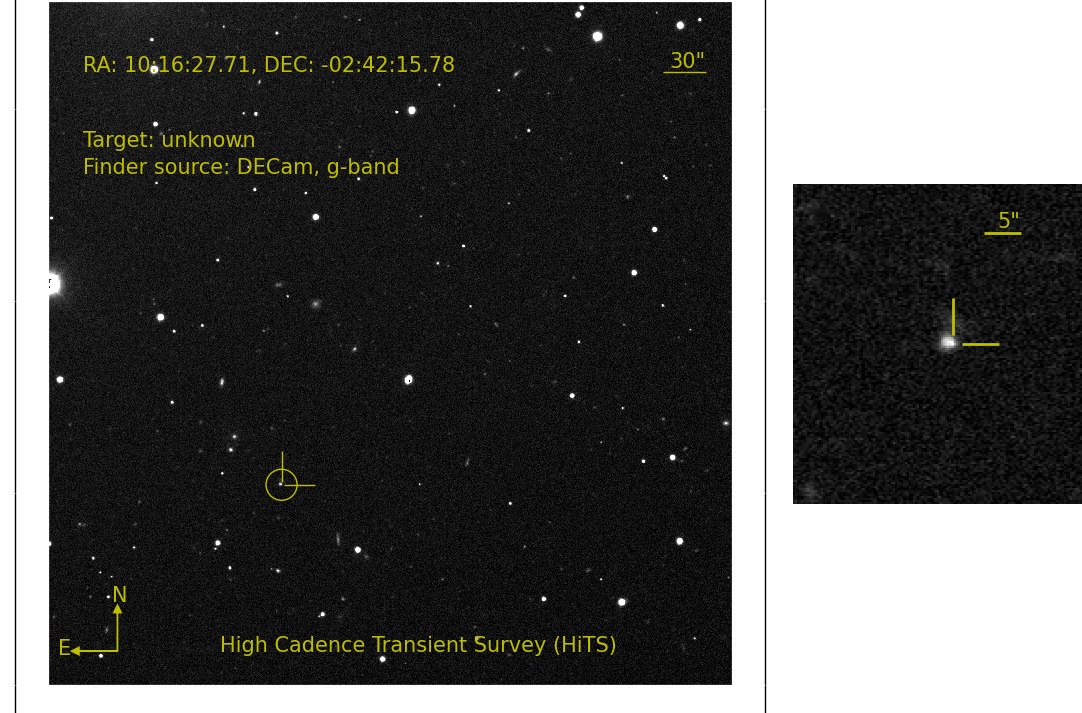 RA: 10:16:27.71, DEC: -02:42:15.78
30"
Target: unknown
Finder source: DECam, g-band
5"
N
E
High Cadence Transient Survey (HiTS)